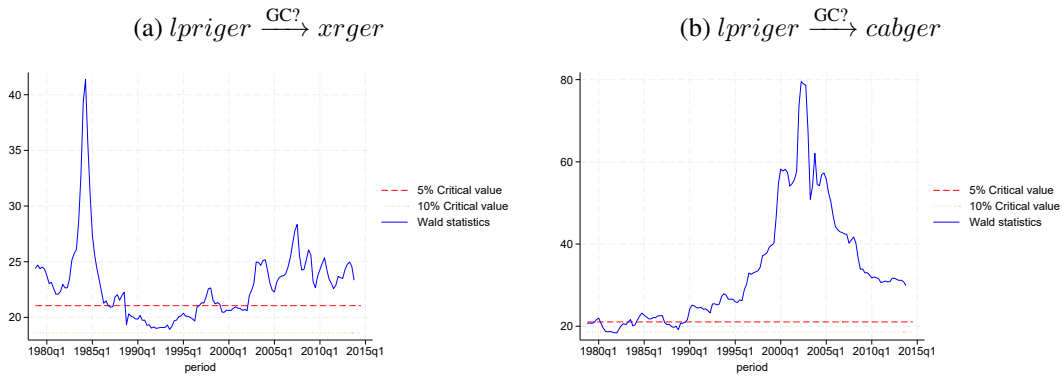 (a) lpriger GC?→ xrger
40
35
30
25
20
1980q1 1985q1 1990q1 1995q1 2000q1 2005q1 2010q1 2015q1
period
5% Critical value
10% Critical value
Wald statistics
(b) lpriger GC?→ cabger
80
60
40
20
1980q1 1985q1 1990q1 1995q1 2000q1 2005q1 2010q1 2015q1
period
5% Critical value
10% Critical value
Wald statistics